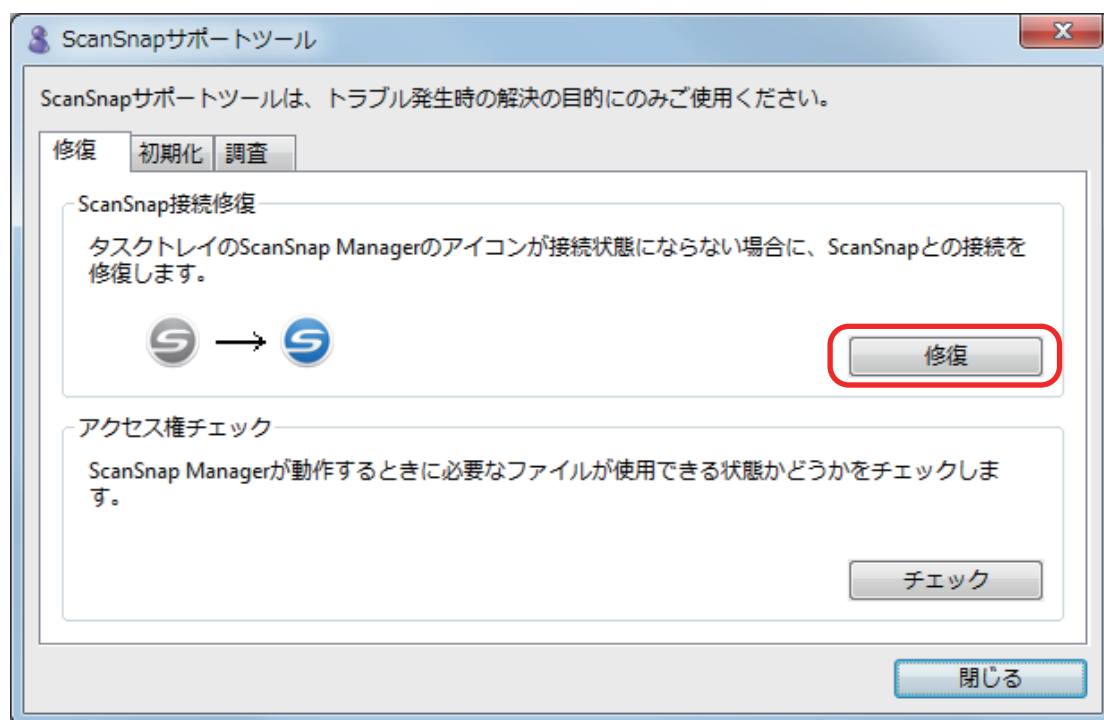 ScanSnapサポートツール
ScanSnapサポートツールは、トラブル発生時の解決の目的にのみご使用ください。
修復 初期化 調査
ScanSnap接続修復
タスクトレイのScanSnap Managerのアイコンが接続状態にならない場合に、ScanSnapとの接続を
修復します。
修復
アクセス権チェック
ScanSnap Managerが動作するときに必要なファイルが使用できる状態かどうかをチェックしま
す。
チェック
閉じる